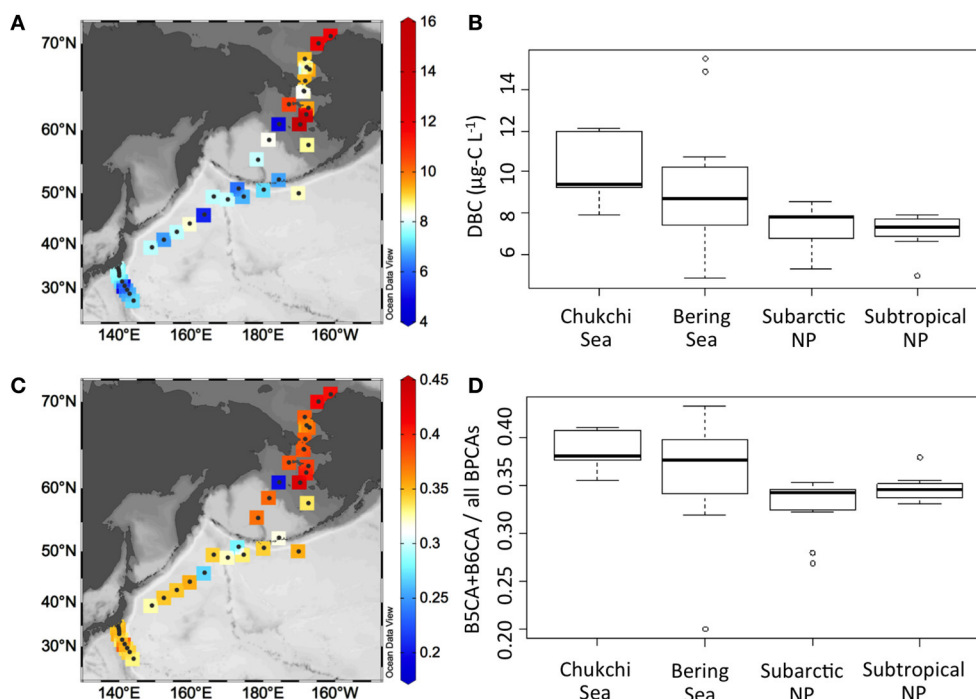 A
70°N
60°N
50°N
40°N
30°N
140°E
160°E
180°E
160°W
16
14
12
10
8
6
4
Ocean Data View
B
DBC (µg-C L⁻¹)
14
12
10
8
6
Chukchi Sea
Bering Sea
Subarctic NP
Subtropical NP
C
70°N
60°N
50°N
40°N
30°N
140°E
160°E
180°E
160°W
0.45
0.4
0.35
0.3
0.25
0.2
Ocean Data View
D
B5CA+B6CA / all BPCAs
0.40
0.35
0.30
0.25
0.20
Chukchi Sea
Bering Sea
Subarctic NP
Subtropical NP